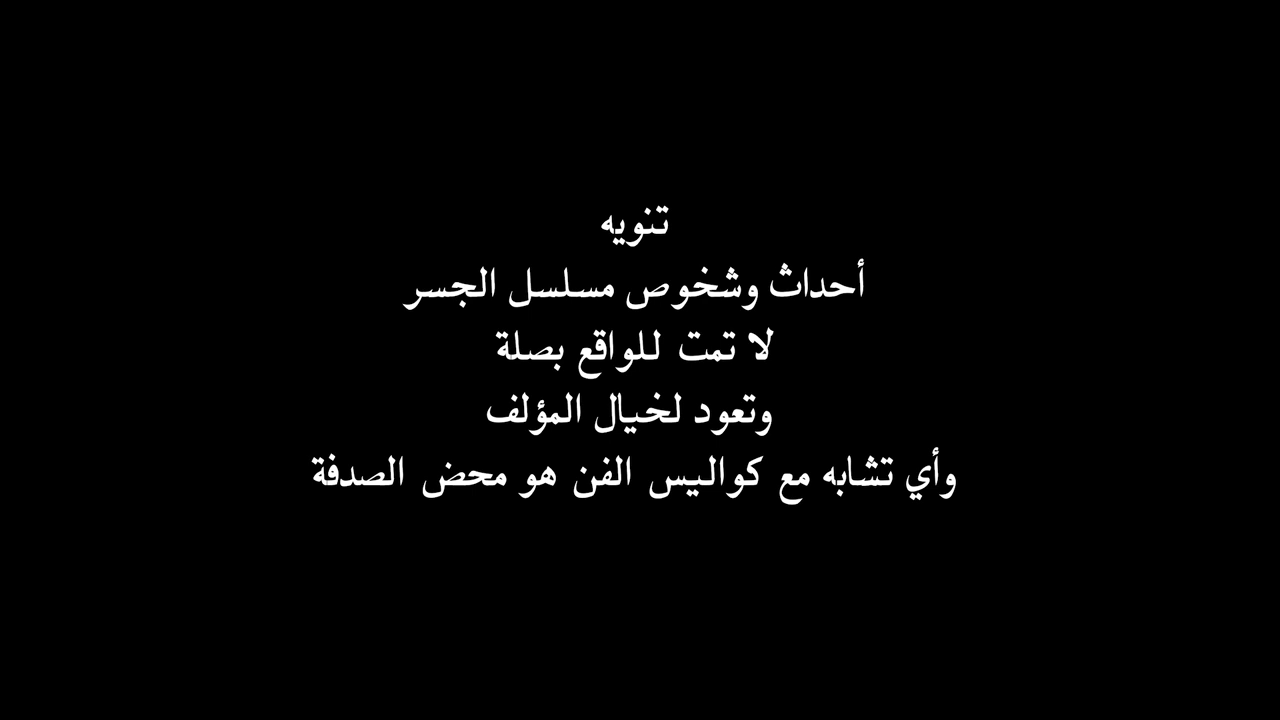 تنويه
أحداث وشخوص مسلسل الجسر
لا تمت للواقع بصلة
وتعود لخيال المؤلف
وأي تشابه مع كواليس الفن هو محض الصدفة